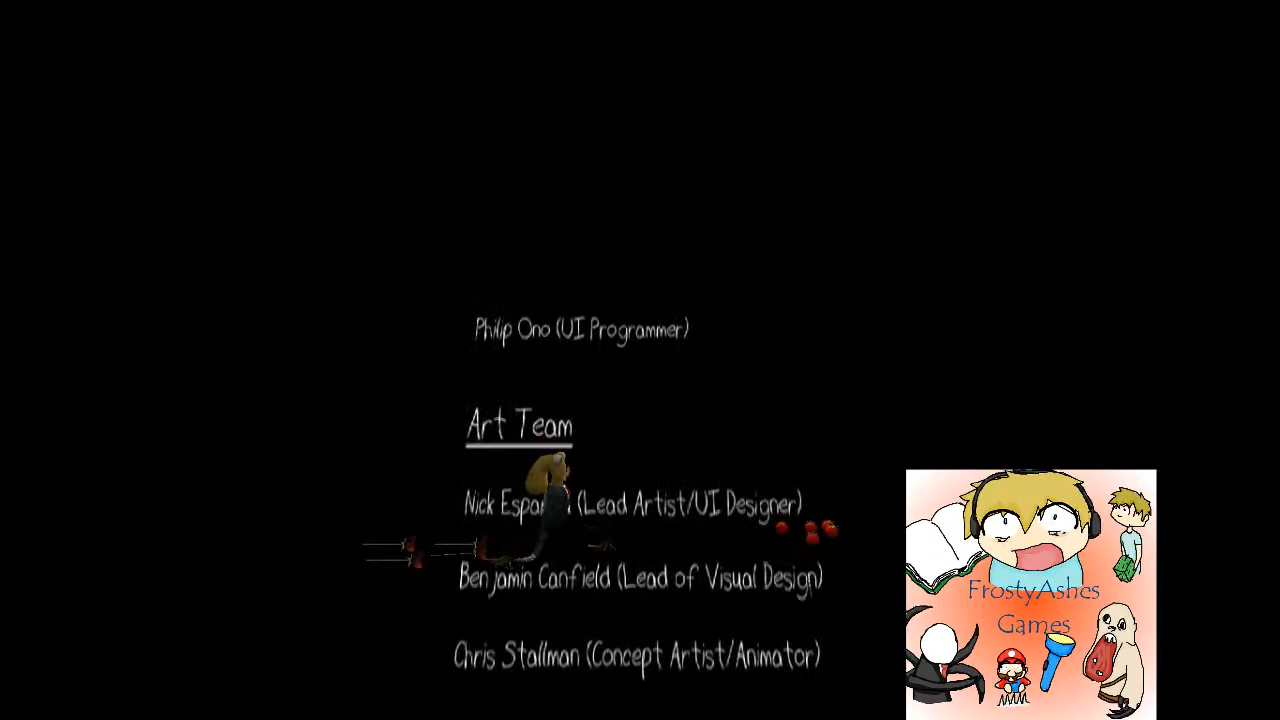 Philip Ono (UI Programmer)
Art Team
Nick (Lead Artist/UI Designer)
Benjamin Canfield (Lead of Visual Design)
Chris Stallman (Concept Artist/Animator)
FrostyAshes
Games